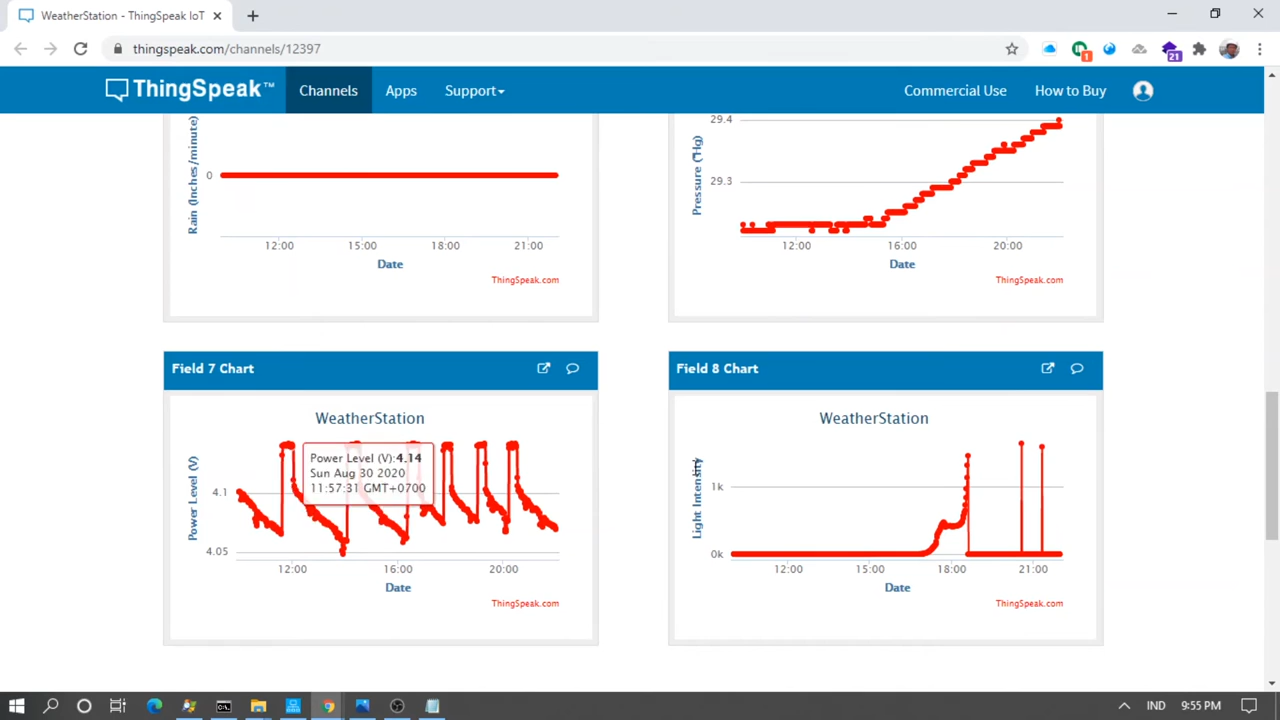 WeatherStation - ThingSpeak IoT
thingspeak.com/channels/12397
1
21
ThingSpeak™
Channels
Apps
Support
Commercial Use
How to Buy
Rain (Inches/minute)
0
12:00
15:00
18:00
21:00
Date
ThingSpeak.com
Pressure ("Hg)
29.4
29.3
12:00
16:00
20:00
Date
ThingSpeak.com
Field 7 Chart
WeatherStation
Power Level (V)
4.1
4.05
Power Level (V):4.14
Sun Aug 30 2020
11:57:31 GMT+0700
12:00
16:00
20:00
Date
ThingSpeak.com
Field 8 Chart
WeatherStation
Light Intensity
1k
0k
12:00
15:00
18:00
21:00
Date
ThingSpeak.com
IND
9:55 PM